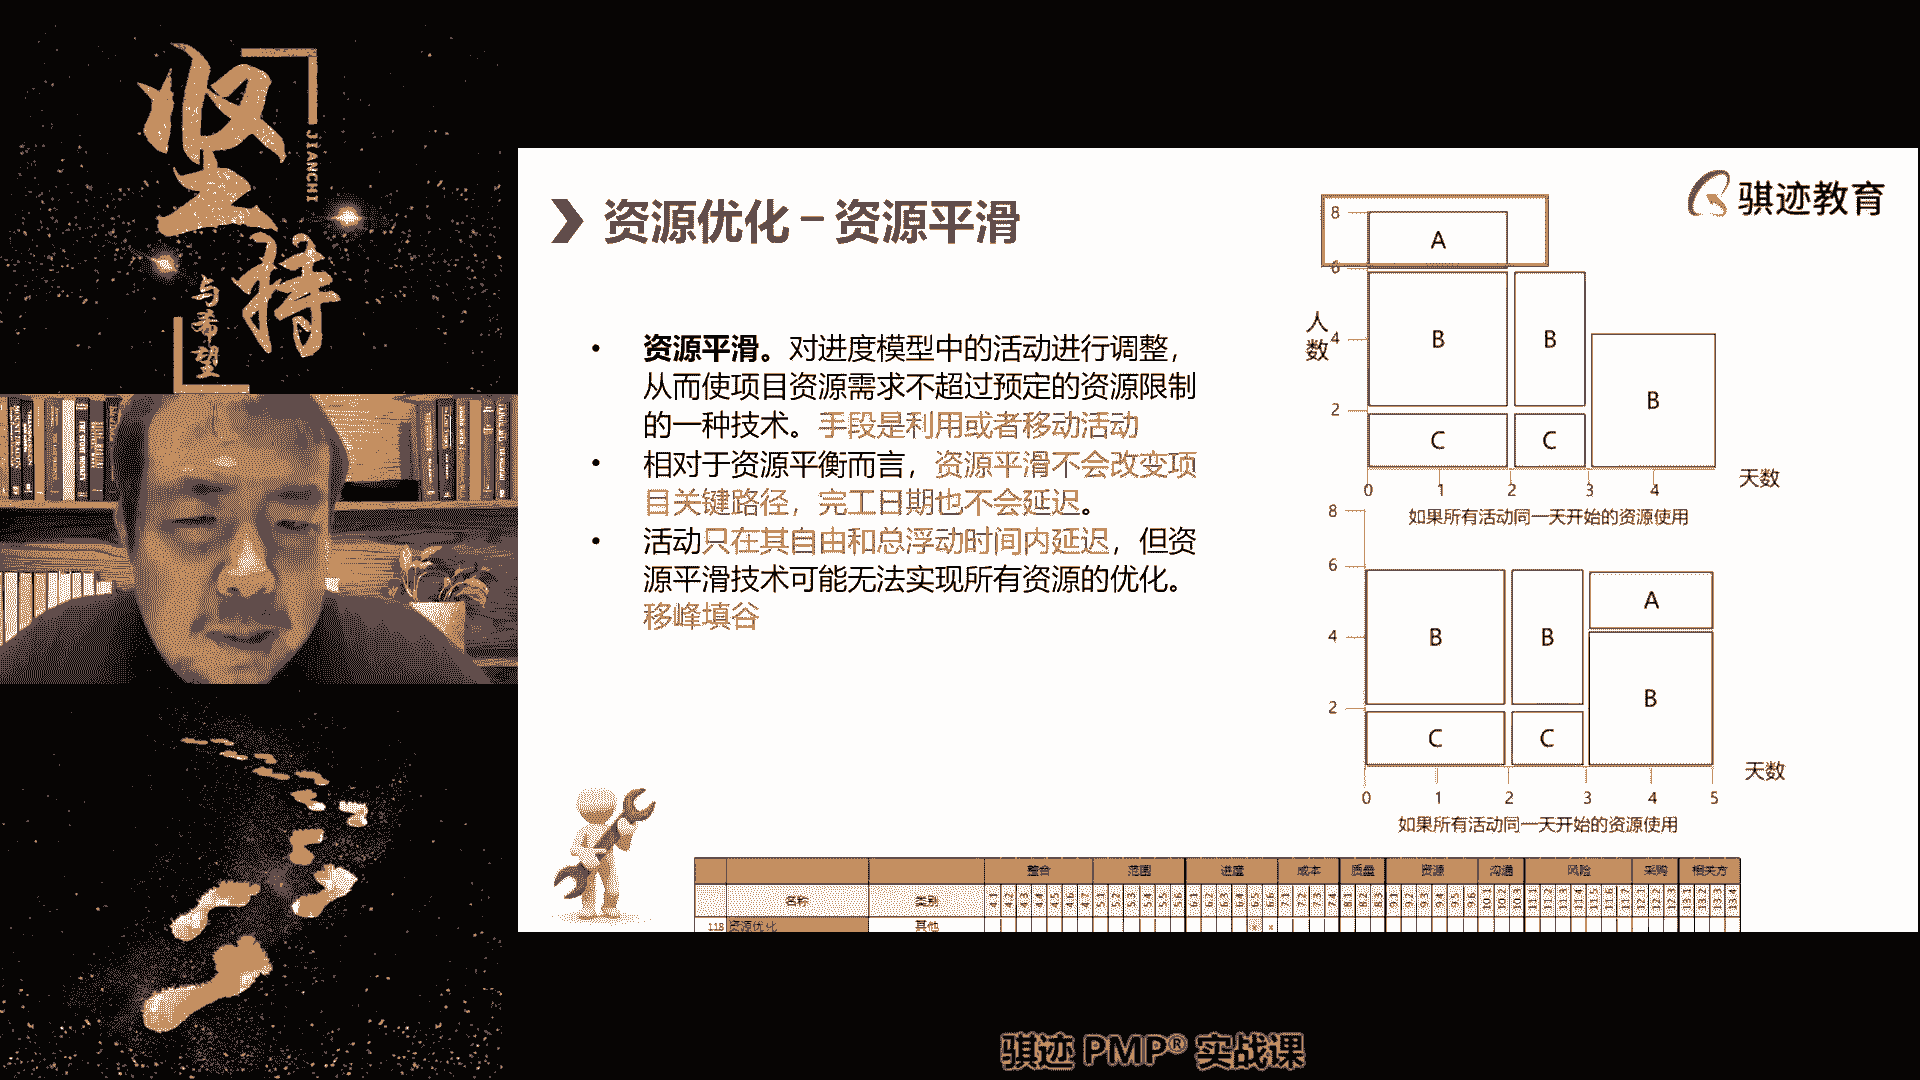 坚持
JIANCHI
与希望
资源优化－资源平滑
骐迹教育
• 资源平滑。对进度模型中的活动进行调整，
从而使项目资源需求不超过预定的资源限制
的一种技术。手段是利用或者移动活动
• 相对于资源平衡而言，资源平滑不会改变项
目关键路径，完工日期也不会延迟。
• 活动只在其自由和总浮动时间内延迟，但资
源平滑技术可能无法实现所有资源的优化。
移峰填谷
8
A
6
人数
4
B B
B
2
C C
0 1 2 3 4
天数
如果所有活动同一天开始的资源使用
8
6
A
4
B B
B
2
C C
天数
0 1 2 3 4 5
如果所有活动同一天开始的资源使用
整合 范围 进度 成本 质量 资源 沟通 风险 采购 相关方
名称 类别
118 资源优化 其他
骐迹 PMP® 实战课